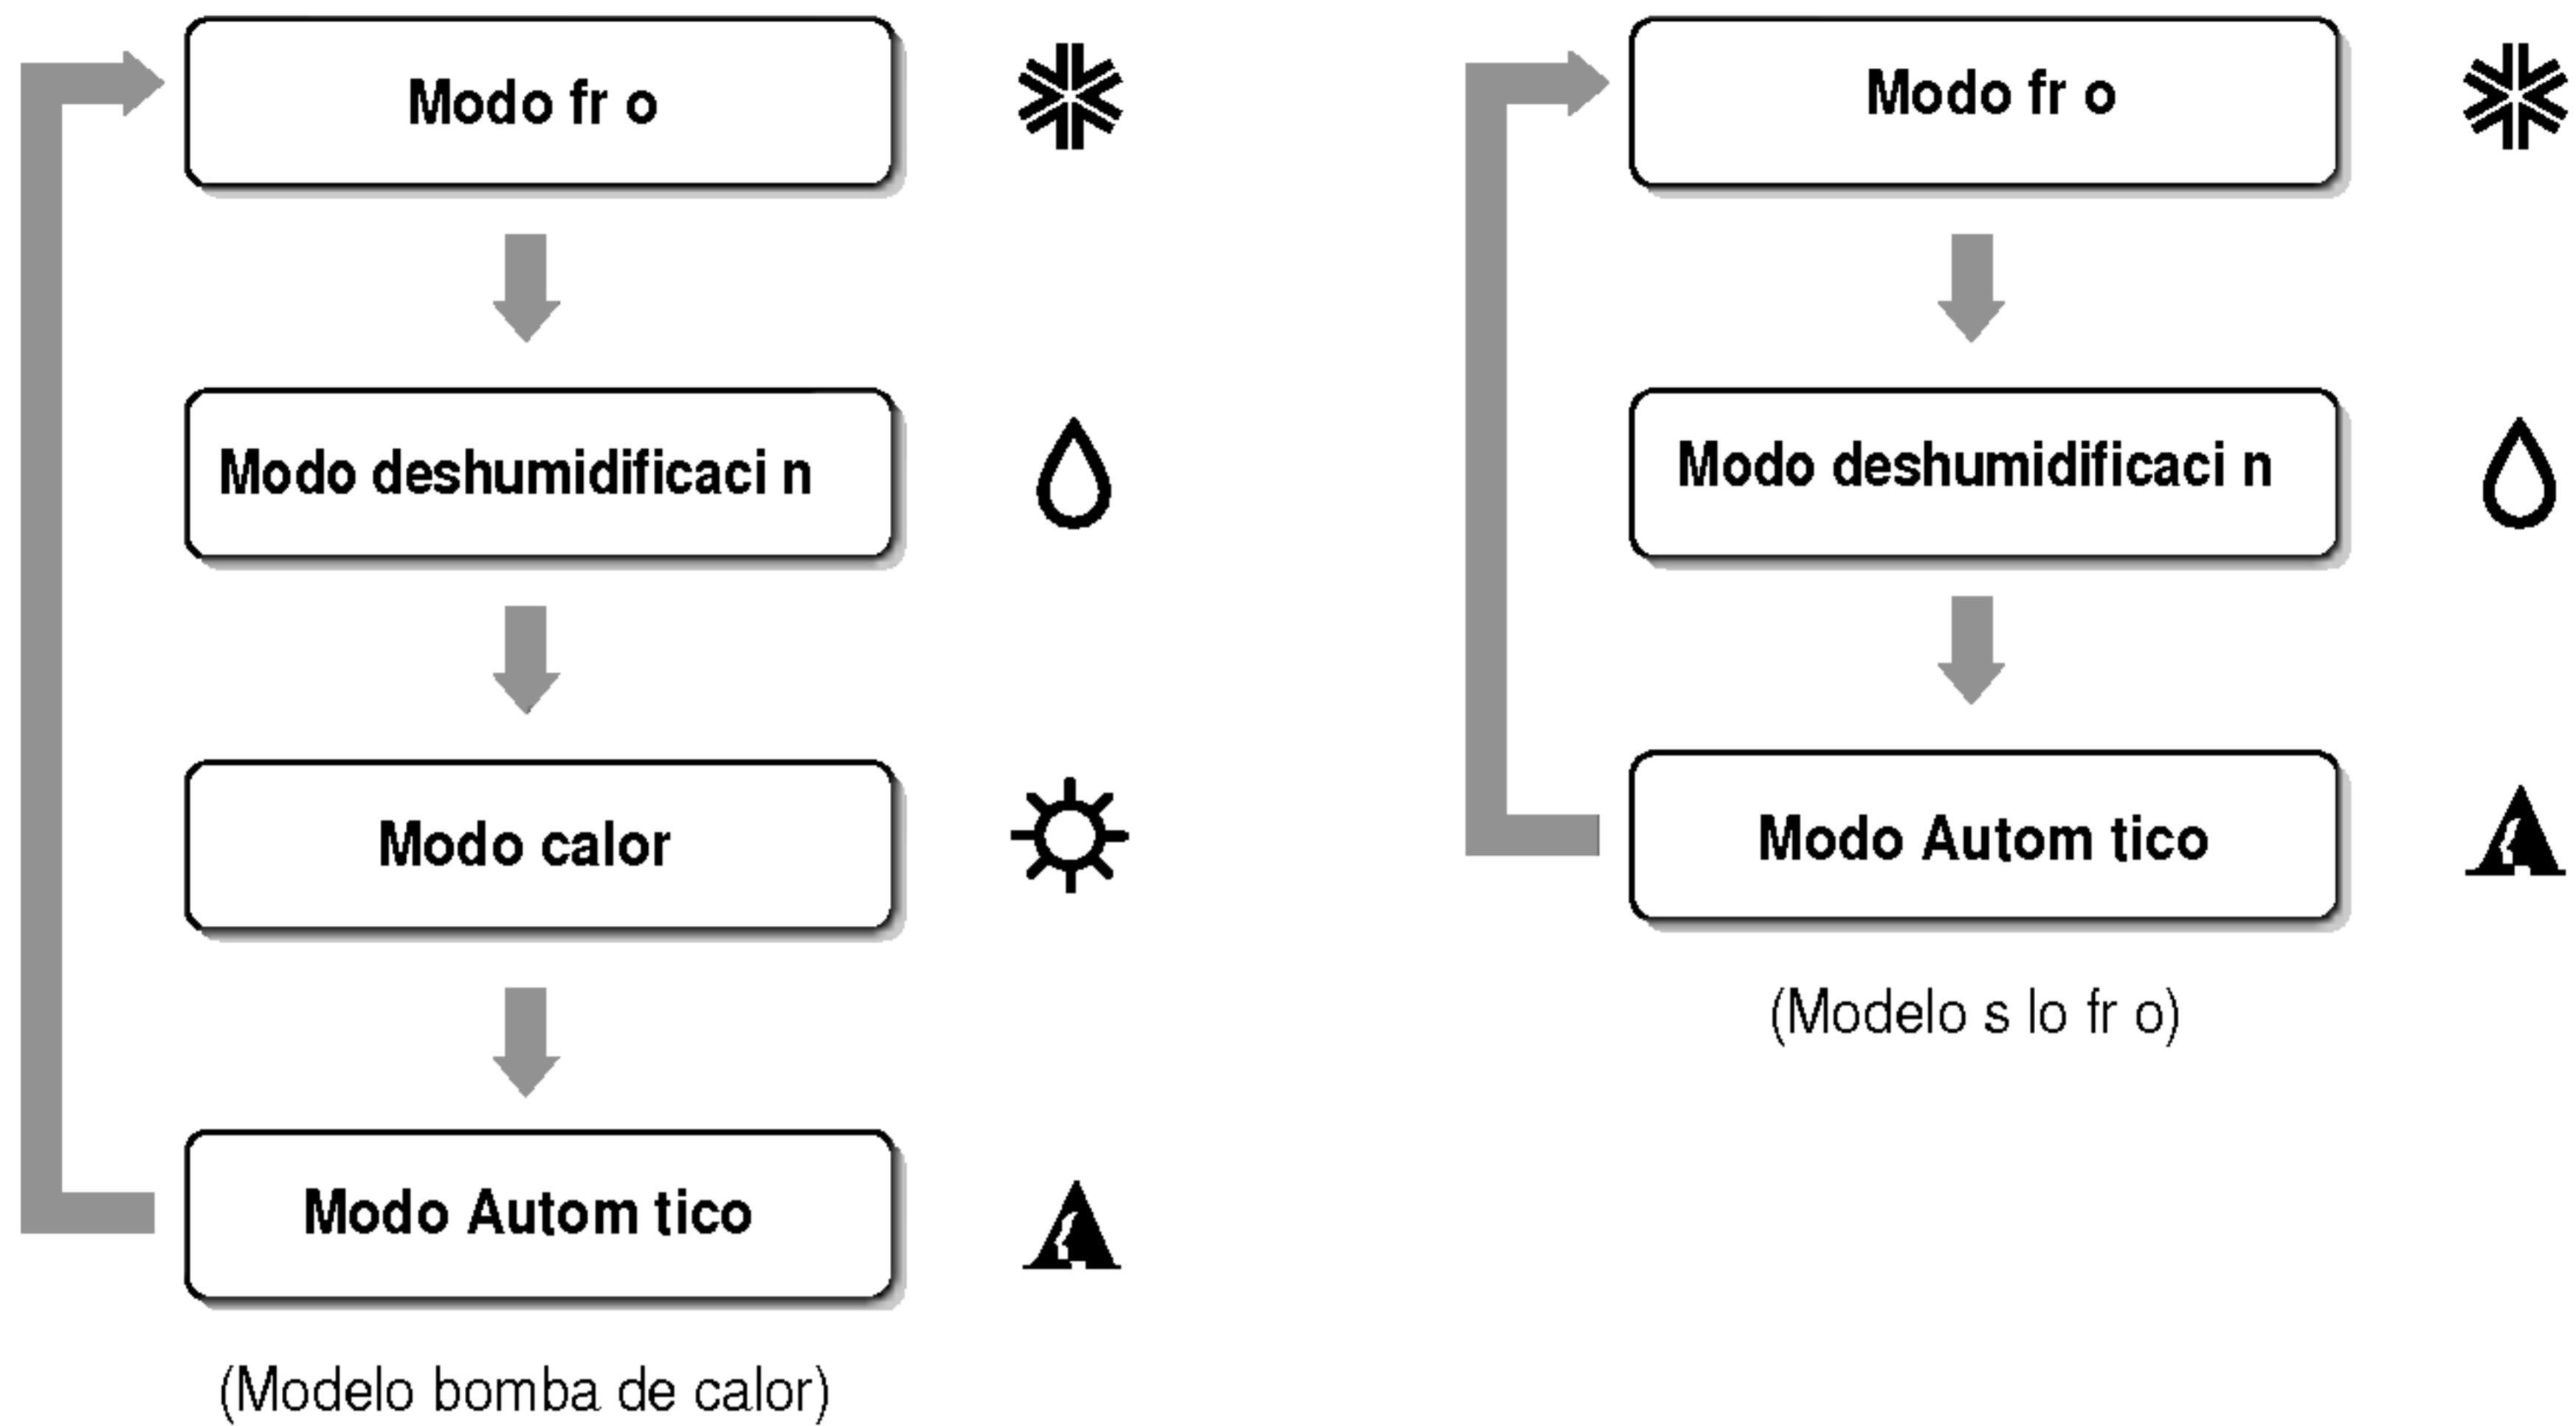 Modo fr o
Modo deshumidificaci n
Modo calor
Modo Autom tico
(Modelo bomba de calor)
Modo fr o
Modo deshumidificaci n
Modo Autom tico
(Modelo s lo fr o)